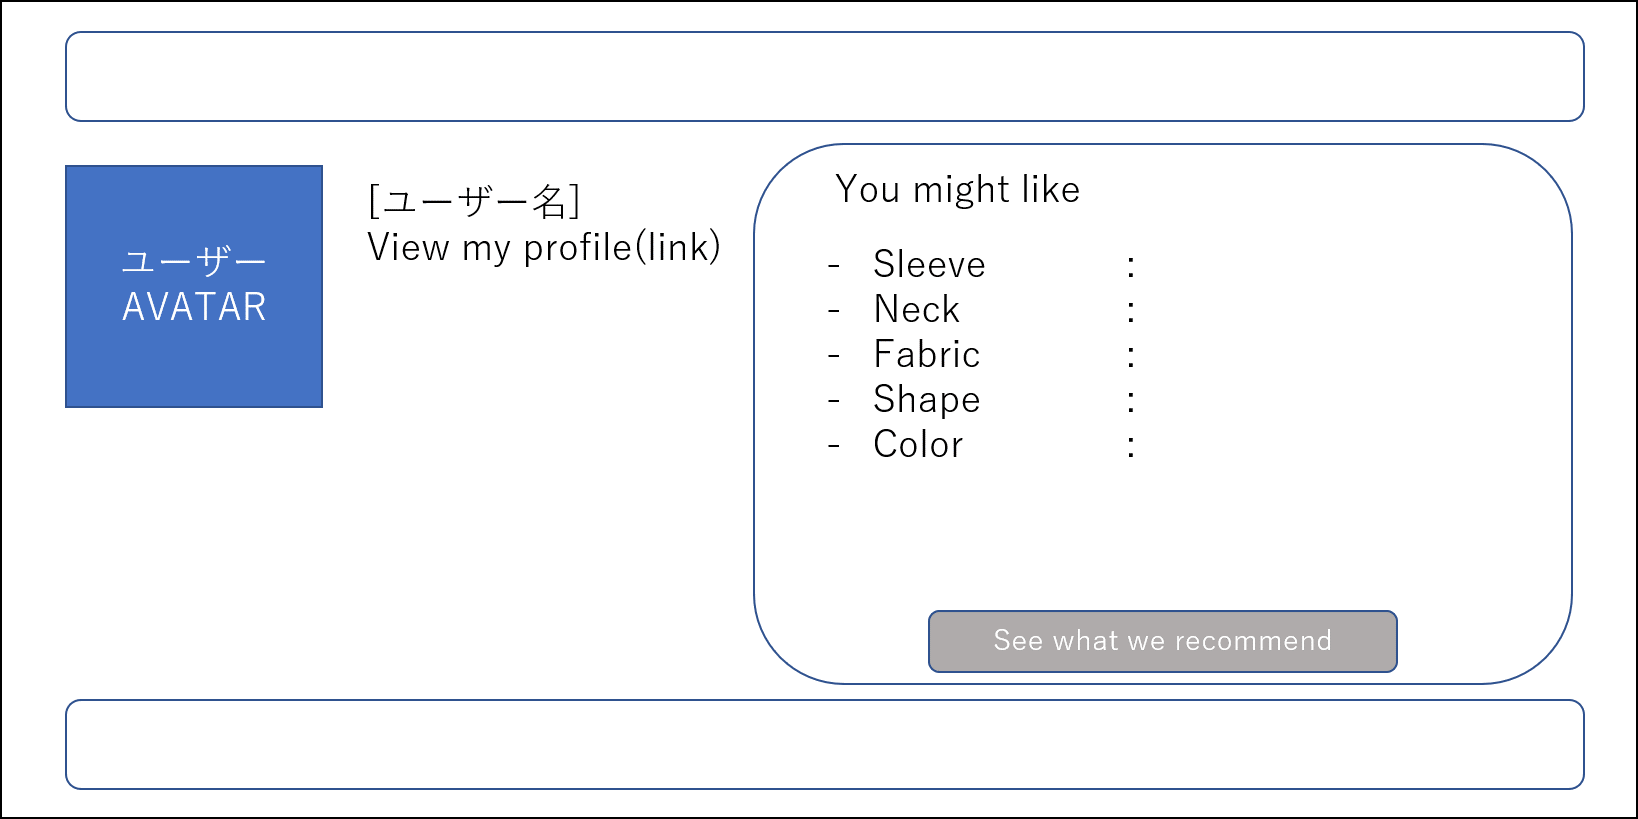 ユーザー
AVATAR
[ユーザー名]
View my profile(link)
You might like
- Sleeve :
- Neck :
- Fabric :
- Shape :
- Color :
See what we recommend